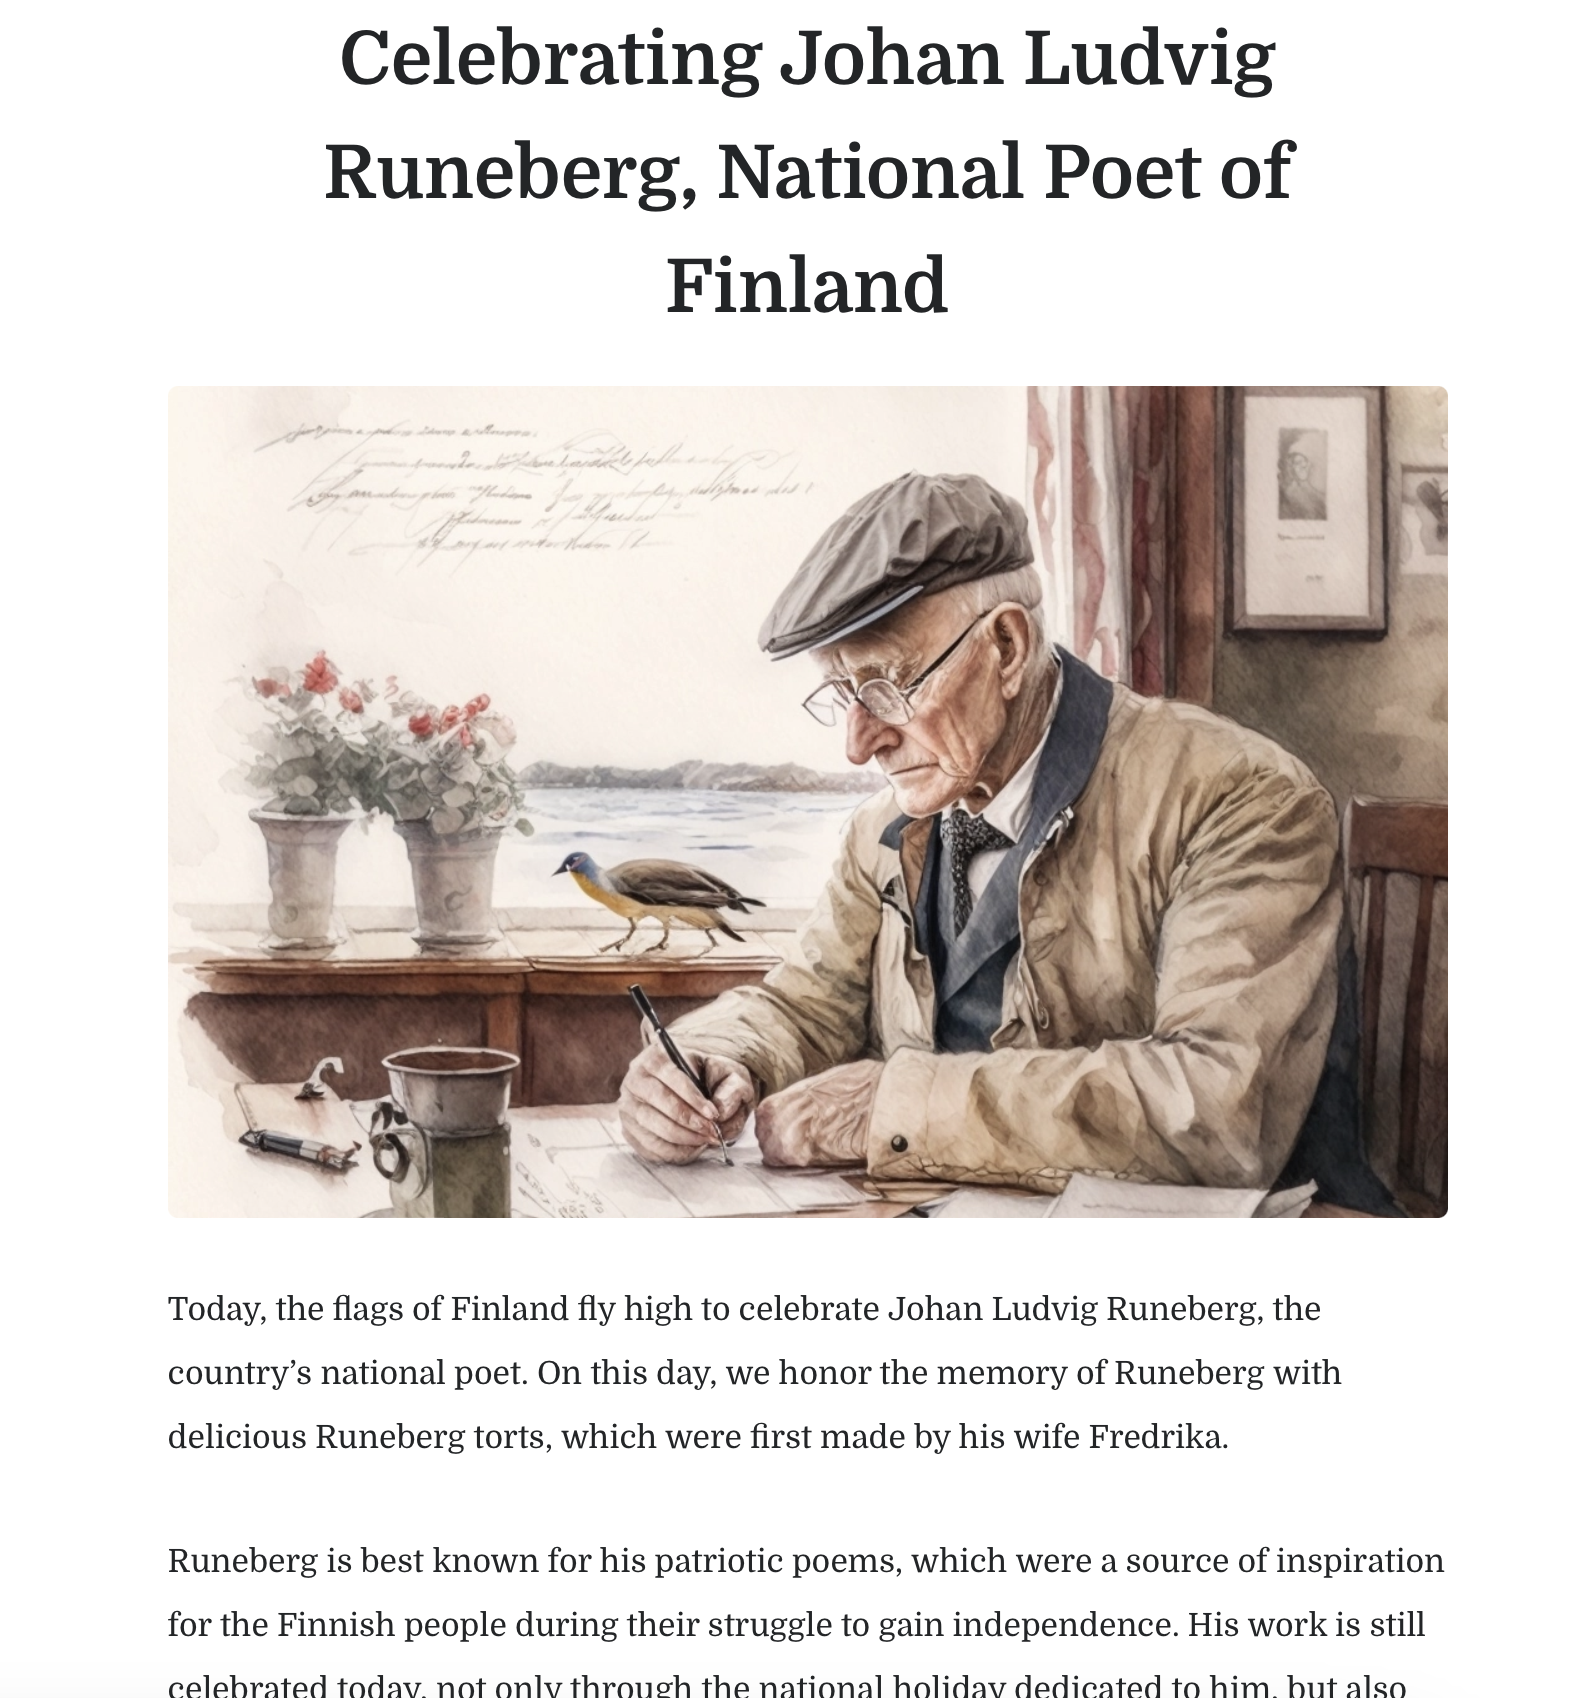 Celebrating Johan Ludvig
Runeberg, National Poet of
Finland
Today, the flags of Finland fly high to celebrate Johan Ludvig Runeberg, the
country’s national poet. On this day, we honor the memory of Runeberg with
delicious Runeberg torts, which were first made by his wife Fredrika.
Runeberg is best known for his patriotic poems, which were a source of inspiration
for the Finnish people during their struggle to gain independence. His work is still
celebrated today, not only through the national holiday dedicated to him, but also